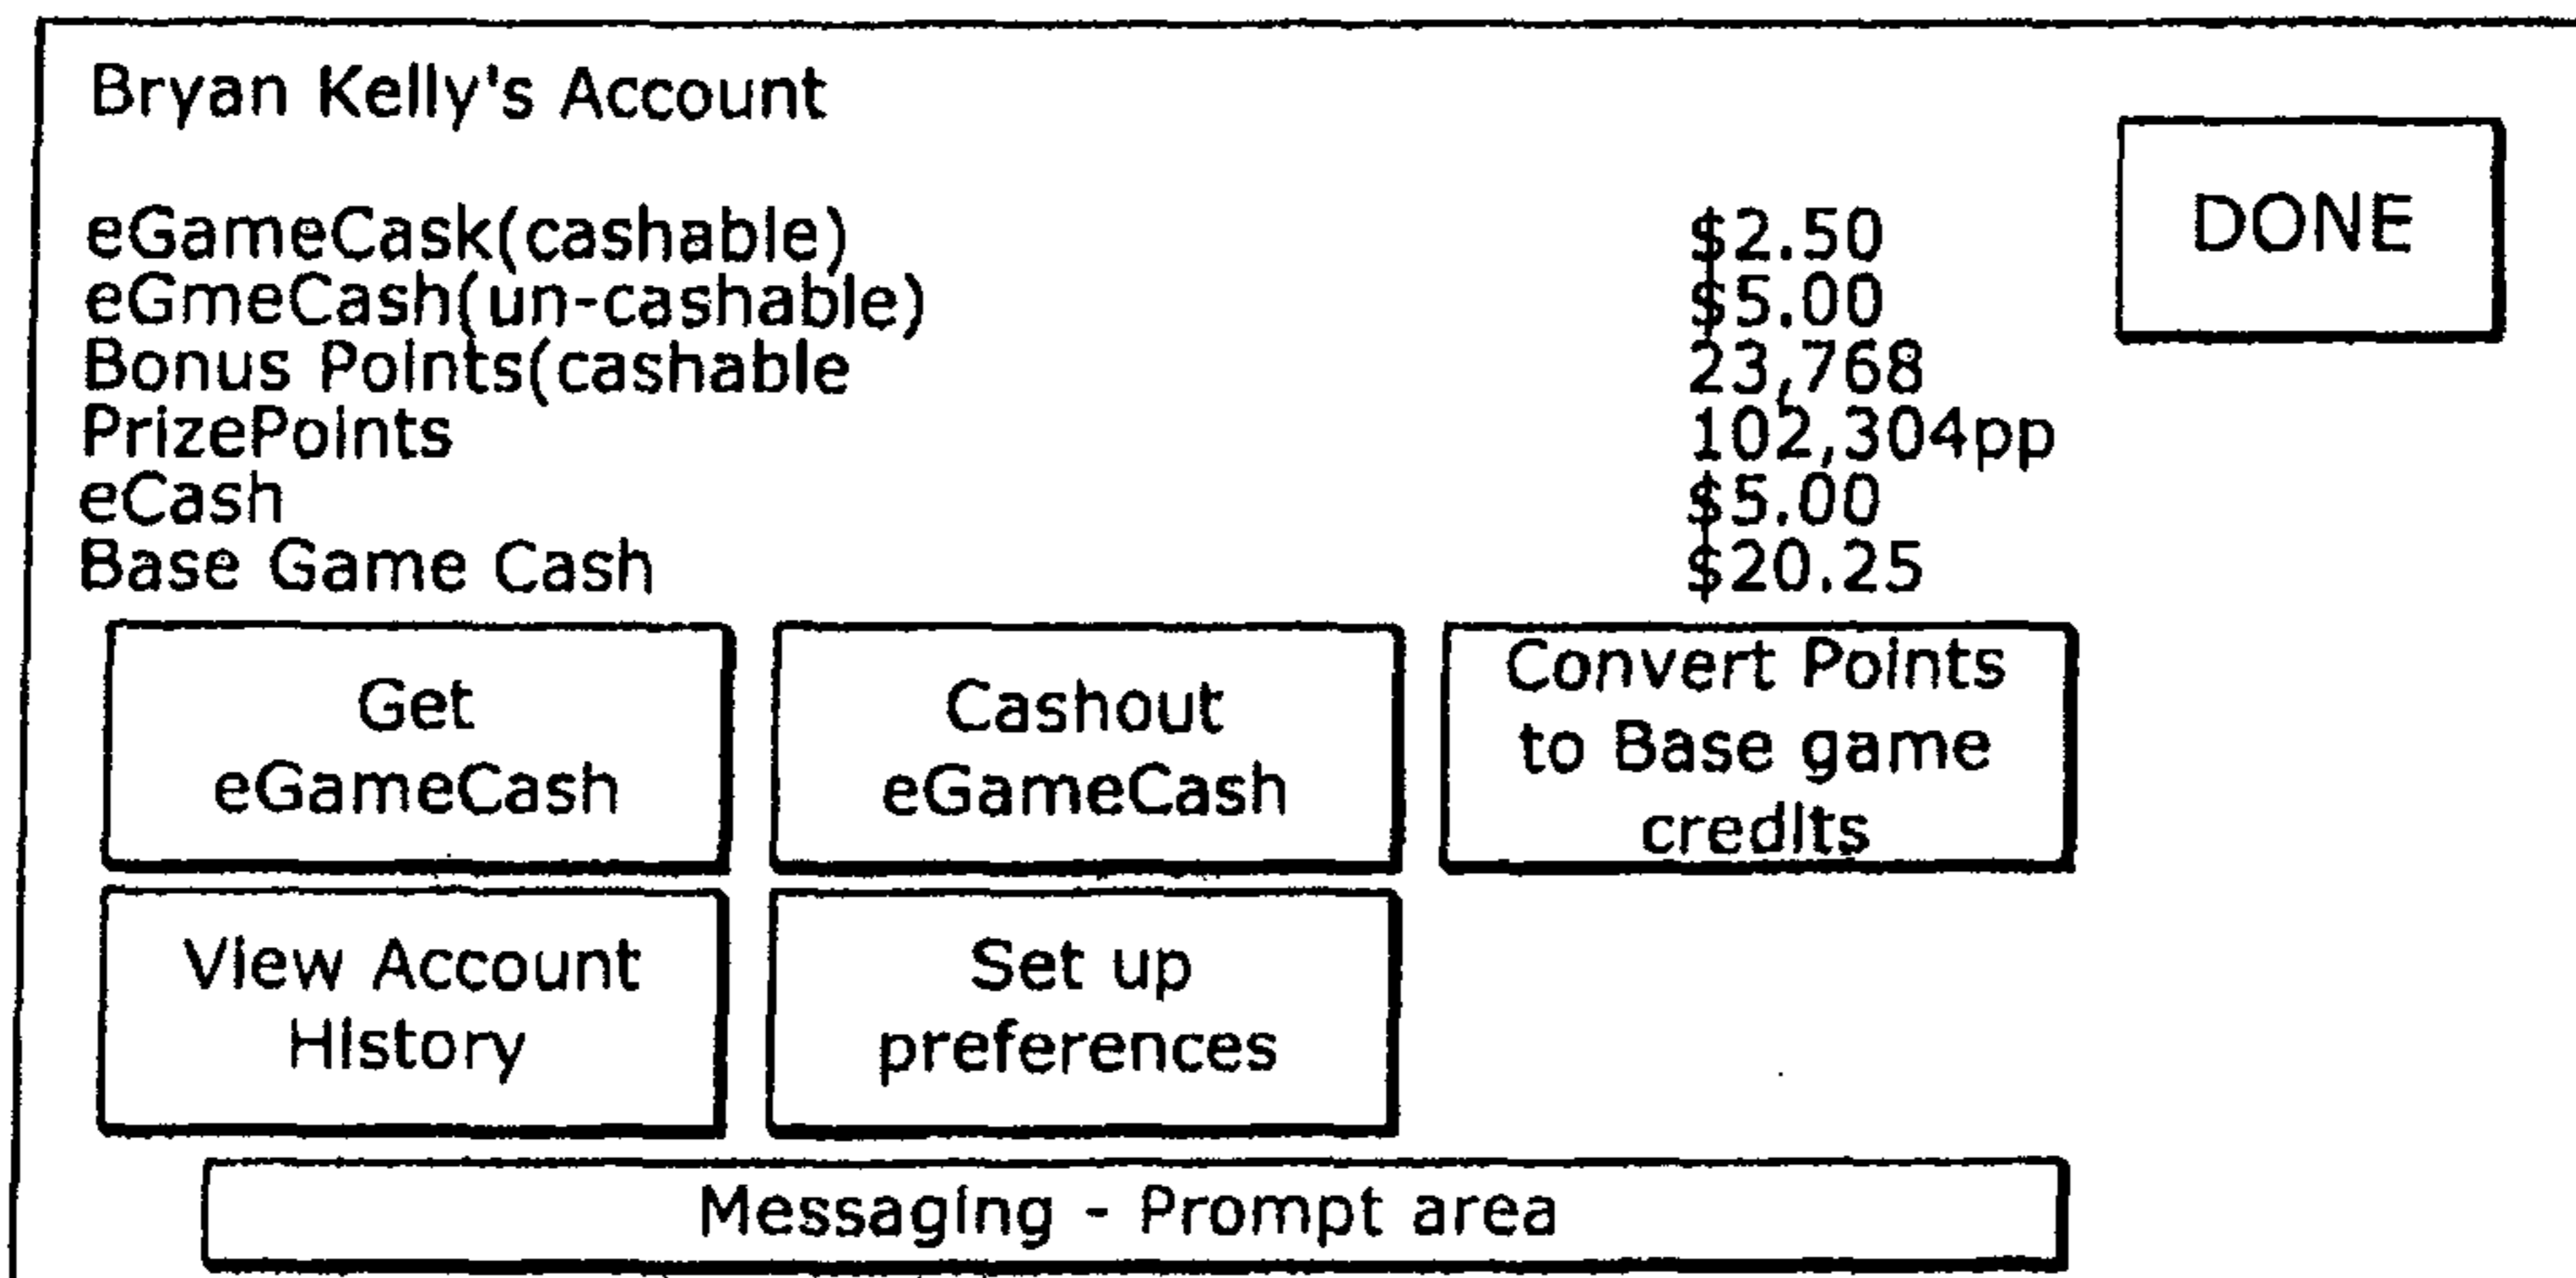 Bryan Kelly's Account
DONE
eGameCask(cashable) $2.50
eGmeCash(un-cashable) $5.00
Bonus Points(cashable 23,768
PrizePoints 102,304pp
eCash $5.00
Base Game Cash $20.25
Get
eGameCash
Cashout
eGameCash
Convert Points
to Base game
credits
View Account
History
Set up
preferences
Messaging - Prompt area